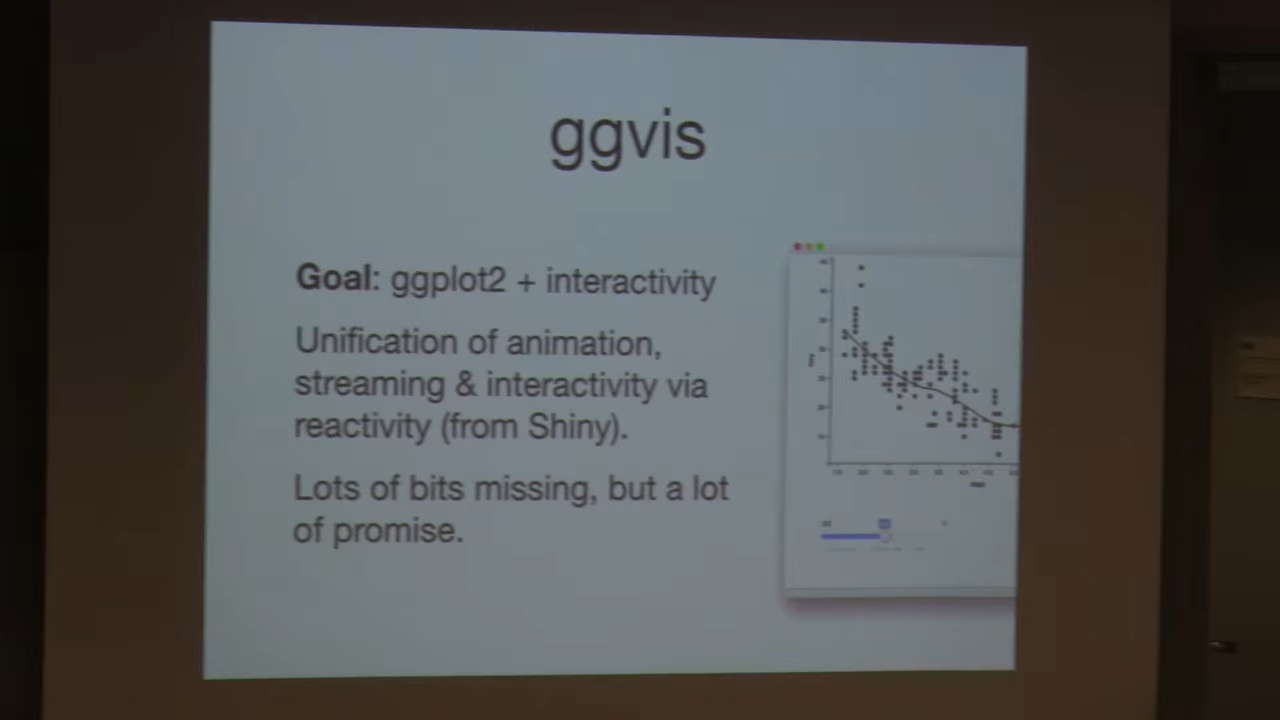 ggvis
Goal: ggplot2 + interactivity
Unification of animation,
streaming & interactivity via
reactivity (from Shiny).
Lots of bits missing, but a lot
of promise.